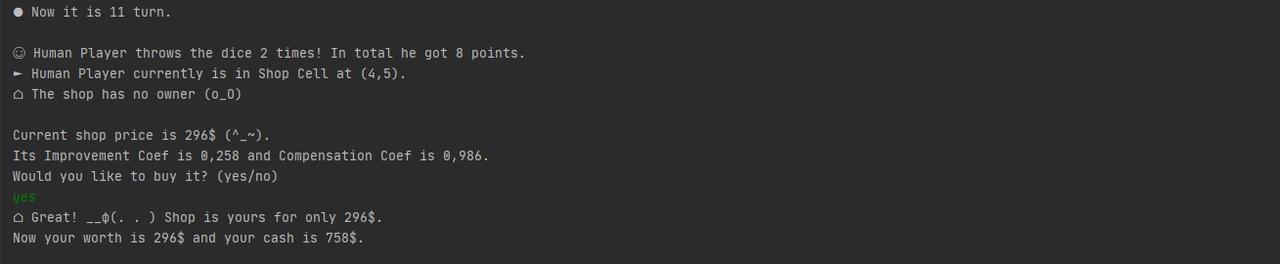 ● Now it is 11 turn.
☺ Human Player throws the dice 2 times! In total he got 8 points.
► Human Player currently is in Shop Cell at (4,5).
⌂ The shop has no owner (o_O)
Current shop price is 296$ (^_~).
Its Improvement Coef is 0,258 and Compensation Coef is 0,986.
Would you like to buy it? (yes/no)
yes
⌂ Great! __φ(. . ) Shop is yours for only 296$.
Now your worth is 296$ and your cash is 758$.